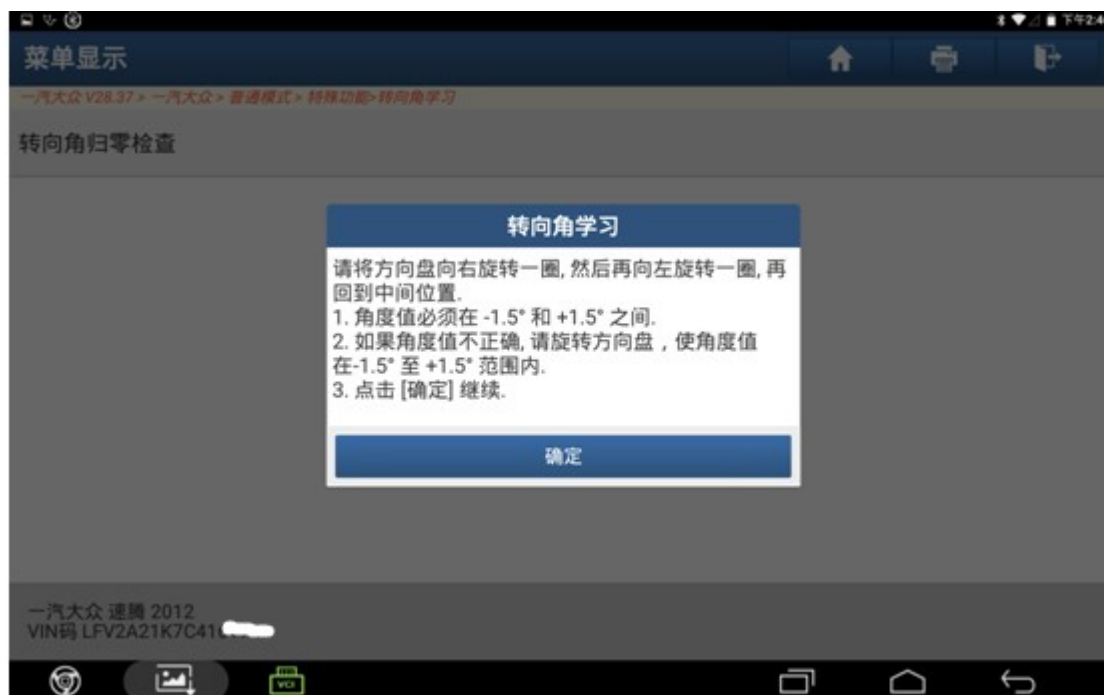 下午2:4
菜单显示
一汽大众 V28.37 > 一汽大众 > 普通模式 > 特殊功能>转向角学习
转向角归零检查
转向角学习
请将方向盘向右旋转一圈, 然后再向左旋转一圈, 再
回到中间位置.
1. 角度值必须在 -1.5° 和 +1.5° 之间.
2. 如果角度值不正确, 请旋转方向盘，使角度值
在-1.5° 至 +1.5° 范围内.
3. 点击 [确定] 继续.
确定
一汽大众 速腾 2012
VIN码 LFV2A21K7C41
VCI